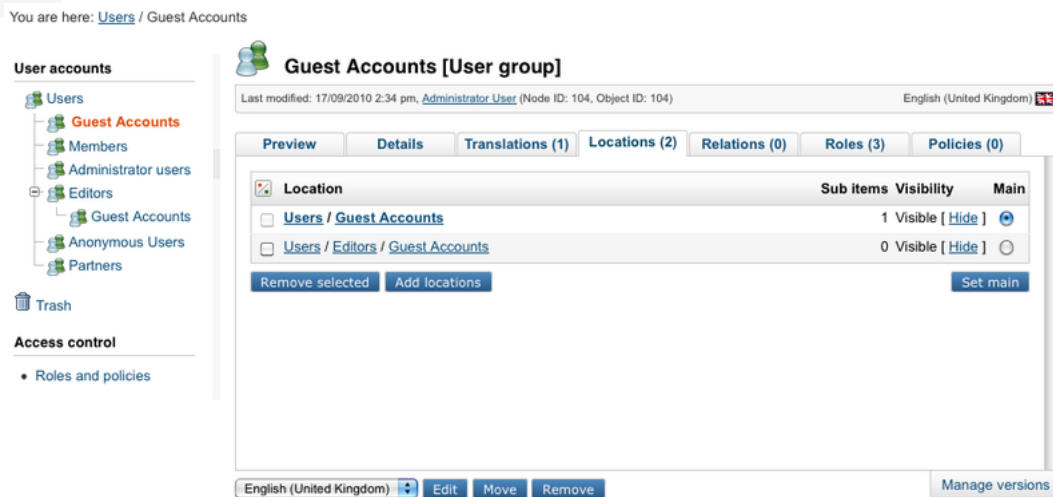 You are here: Users / Guest Accounts
User accounts
Users
Guest Accounts
Members
Administrator users
Editors
Guest Accounts
Anonymous Users
Partners
Trash
Access control
Roles and policies
Guest Accounts [User group]
Last modified: 17/09/2010 2:34 pm, Administrator User (Node ID: 104, Object ID: 104) English (United Kingdom)
Preview Details Translations (1) Locations (2) Relations (0) Roles (3) Policies (0)
Location Sub items Visibility Main
Users / Guest Accounts 1 Visible [ Hide ]
Users / Editors / Guest Accounts 0 Visible [ Hide ]
Remove selected Add locations Set main
English (United Kingdom) Edit Move Remove Manage versions